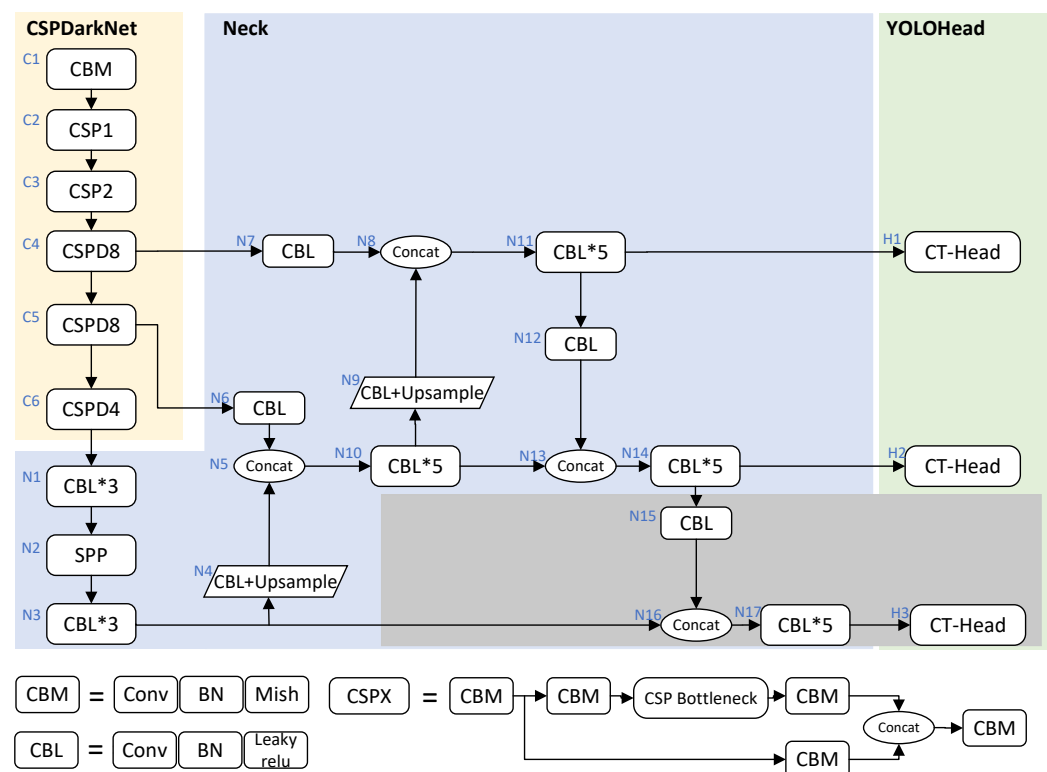 CSPDarkNet
Neck
YOLOHead
C1
CBM
C2
CSP1
C3
CSP2
C4
CSPD8
N7
CBL
N8
Concat
N11
CBL*5
H1
CT-Head
C5
CSPD8
N12
CBL
N9
CBL+Upsample
C6
CSPD4
N6
CBL
N5
Concat
N10
CBL*5
N13
Concat
N14
CBL*5
H2
CT-Head
N1
CBL*3
N15
CBL
N2
SPP
N4
CBL+Upsample
N3
CBL*3
N16
Concat
N17
CBL*5
H3
CT-Head
CBM = Conv BN Mish
CSPX = CBM CBM CSP Bottleneck CBM
Concat CBM
CBM
CBL = Conv BN Leaky
relu